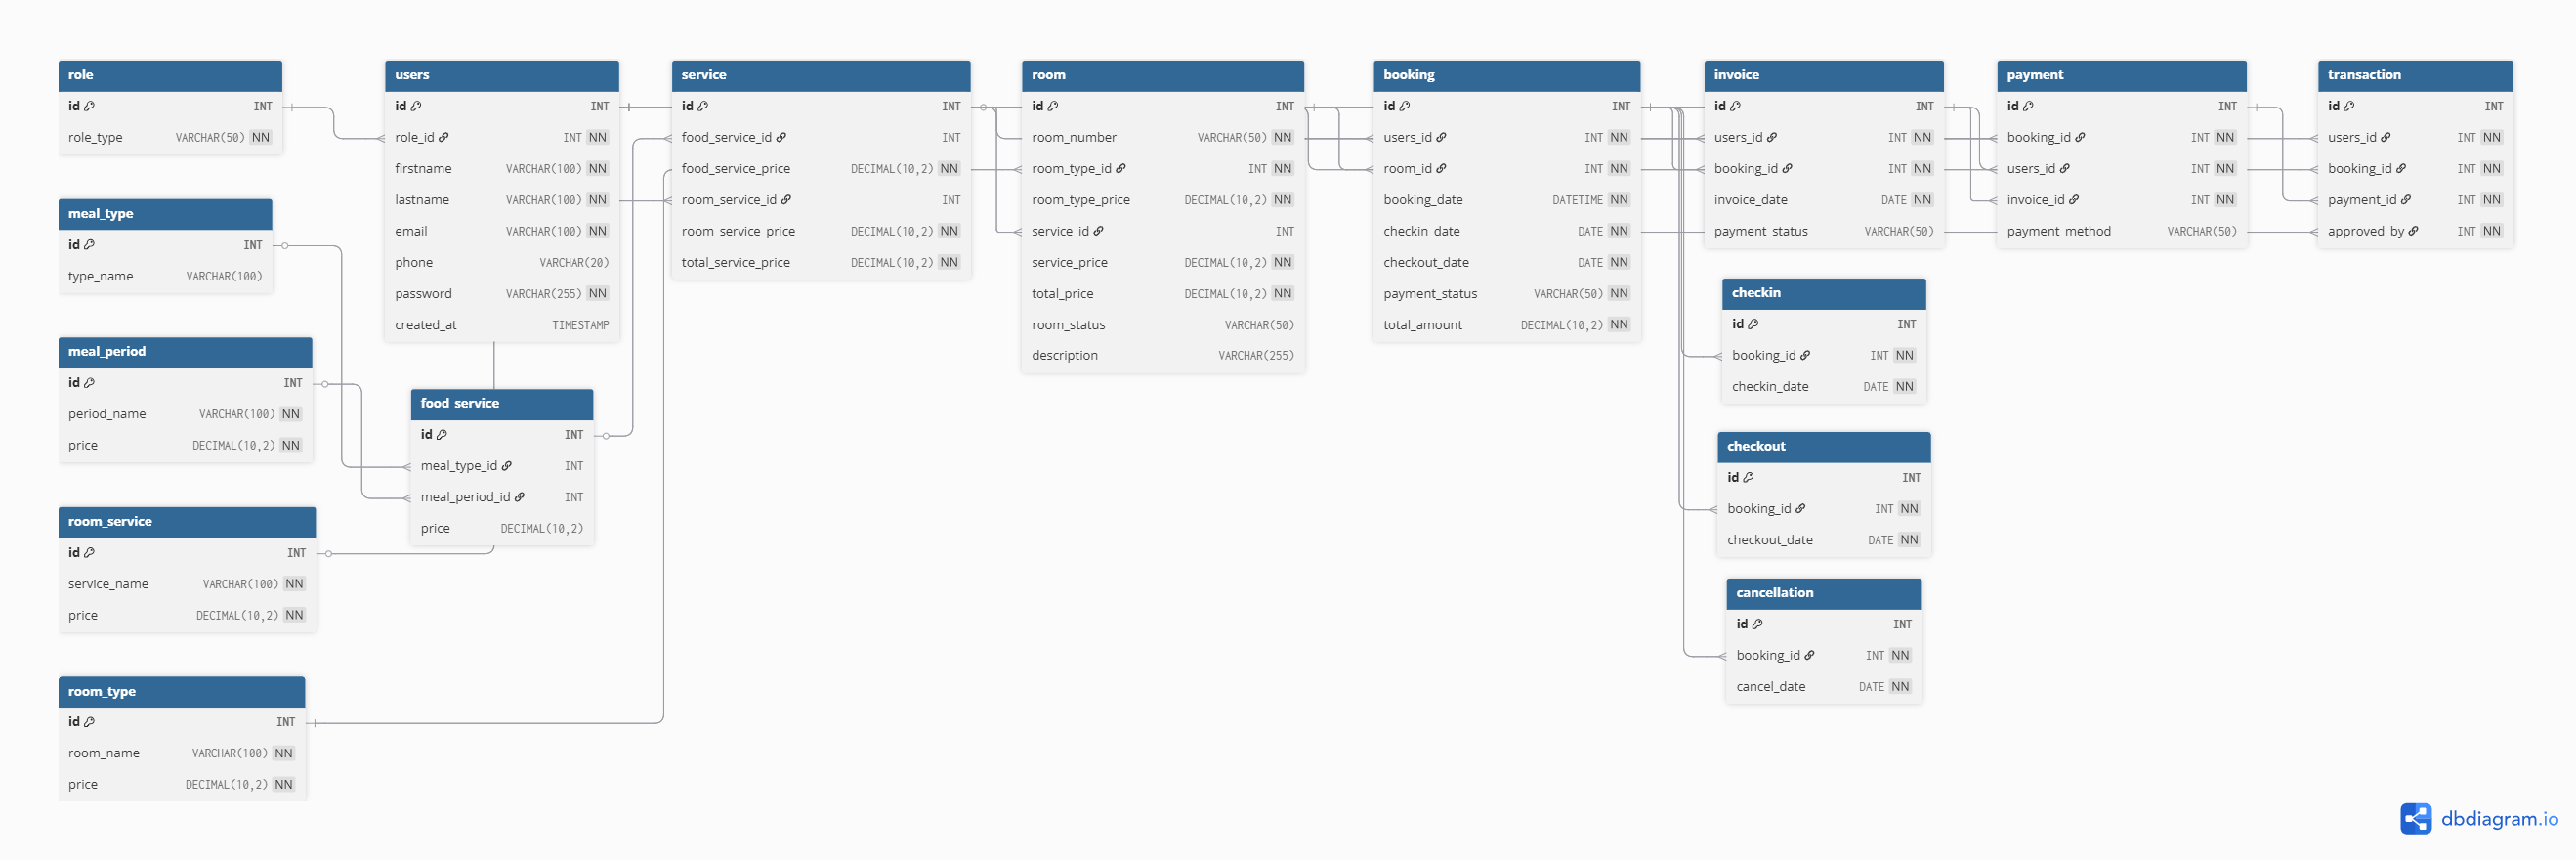 role
id INT
role_type VARCHAR(50) NN
meal_type
id INT
type_name VARCHAR(100)
meal_period
id INT
period_name VARCHAR(100) NN
price DECIMAL(10,2) NN
room_service
id INT
service_name VARCHAR(100) NN
price DECIMAL(10,2) NN
room_type
id INT
room_name VARCHAR(100) NN
price DECIMAL(10,2) NN
users
id INT
role_id INT NN
firstname VARCHAR(100) NN
lastname VARCHAR(100) NN
email VARCHAR(100) NN
phone VARCHAR(20)
password VARCHAR(255) NN
created_at TIMESTAMP
food_service
id INT
meal_type_id INT
meal_period_id INT
price DECIMAL(10,2)
service
id INT
food_service_id INT
food_service_price DECIMAL(10,2) NN
room_service_id INT
room_service_price DECIMAL(10,2) NN
total_service_price DECIMAL(10,2) NN
room
id INT
room_number VARCHAR(50) NN
room_type_id INT NN
room_type_price DECIMAL(10,2) NN
service_id INT
service_price DECIMAL(10,2) NN
total_price DECIMAL(10,2) NN
room_status VARCHAR(50)
description VARCHAR(255)
booking
id INT
users_id INT NN
room_id INT NN
booking_date DATETIME NN
checkin_date DATE NN
checkout_date DATE NN
payment_status VARCHAR(50) NN
total_amount DECIMAL(10,2) NN
invoice
id INT
users_id INT NN
booking_id INT NN
invoice_date DATE NN
payment_status VARCHAR(50)
checkin
id INT
booking_id INT NN
checkin_date DATE NN
checkout
id INT
booking_id INT NN
checkout_date DATE NN
cancellation
id INT
booking_id INT NN
cancel_date DATE NN
payment
id INT
booking_id INT NN
users_id INT NN
invoice_id INT NN
payment_method VARCHAR(50)
transaction
id INT
users_id INT NN
booking_id INT NN
payment_id INT NN
approved_by INT NN
dbdiagram.io